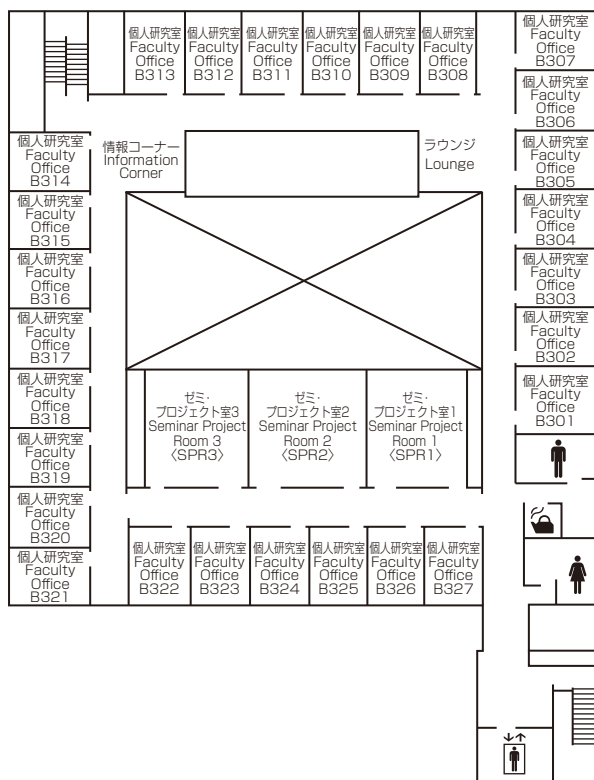 個人研究室
Faculty
Office
B313
個人研究室
Faculty
Office
B312
個人研究室
Faculty
Office
B311
個人研究室
Faculty
Office
B310
個人研究室
Faculty
Office
B309
個人研究室
Faculty
Office
B308
個人研究室
Faculty
Office
B307
個人研究室
Faculty
Office
B306
個人研究室
Faculty
Office
B305
個人研究室
Faculty
Office
B304
個人研究室
Faculty
Office
B303
個人研究室
Faculty
Office
B302
個人研究室
Faculty
Office
B301
情報コーナー
Information
Corner
ラウンジ
Lounge
個人研究室
Faculty
Office
B314
個人研究室
Faculty
Office
B315
個人研究室
Faculty
Office
B316
個人研究室
Faculty
Office
B317
個人研究室
Faculty
Office
B318
個人研究室
Faculty
Office
B319
個人研究室
Faculty
Office
B320
個人研究室
Faculty
Office
B321
ゼミ・
プロジェクト室3
Seminar Project
Room 3
〈SPR3〉
ゼミ・
プロジェクト室2
Seminar Project
Room 2
〈SPR2〉
ゼミ・
プロジェクト室1
Seminar Project
Room 1
〈SPR1〉
個人研究室
Faculty
Office
B322
個人研究室
Faculty
Office
B323
個人研究室
Faculty
Office
B324
個人研究室
Faculty
Office
B325
個人研究室
Faculty
Office
B326
個人研究室
Faculty
Office
B327